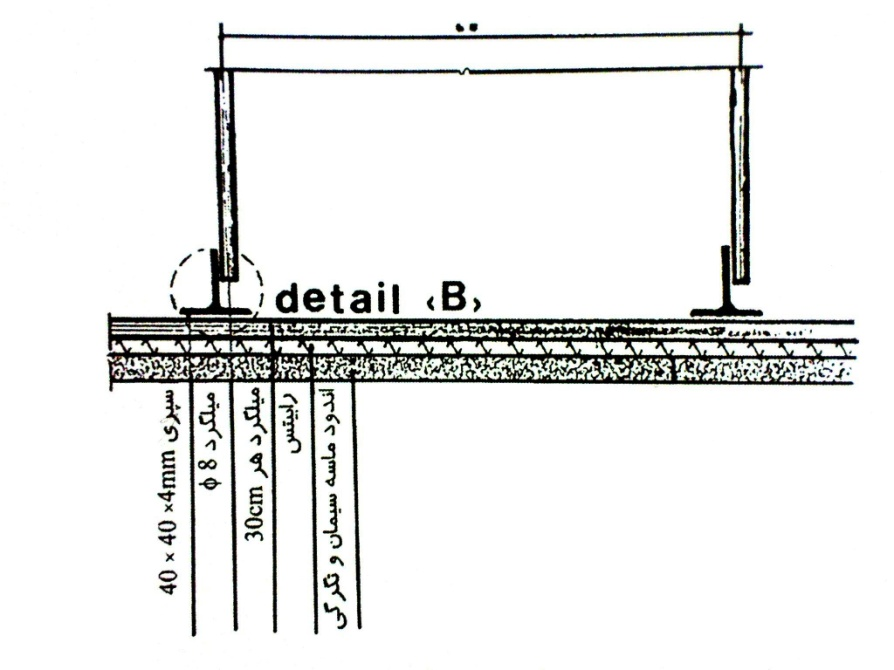 detail ‹B›
سپری 40 × 40 ×4mm
میلگرد 8 ϕ
میلگرد هر 30cm
رابیتس
اندود ماسه سیمان و تگرگی